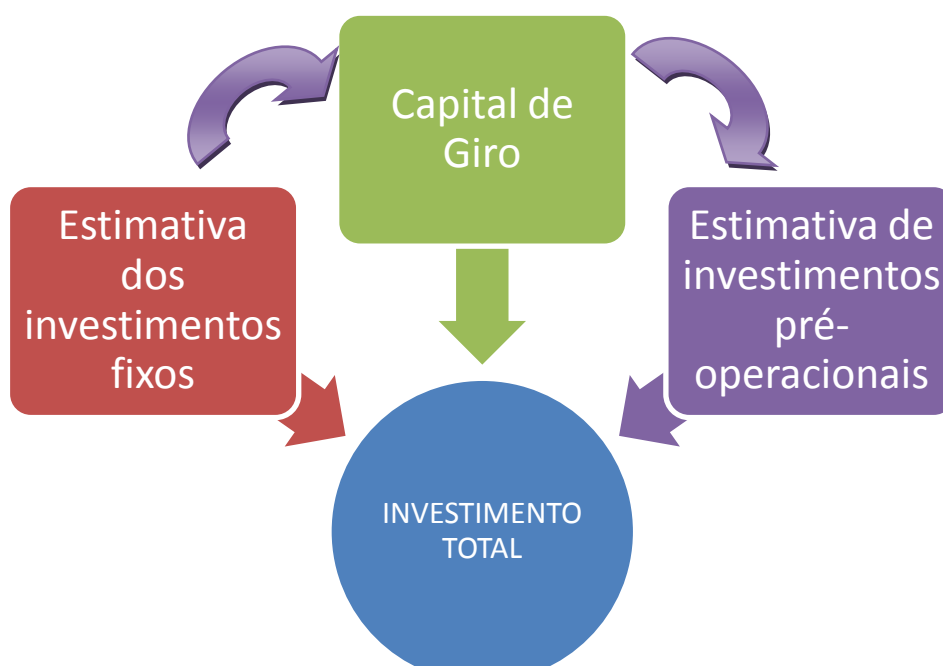 Capital de
Giro
Estimativa
dos
investimentos
fixos
Estimativa de
investimentos
pré-
operacionais
INVESTIMENTO
TOTAL